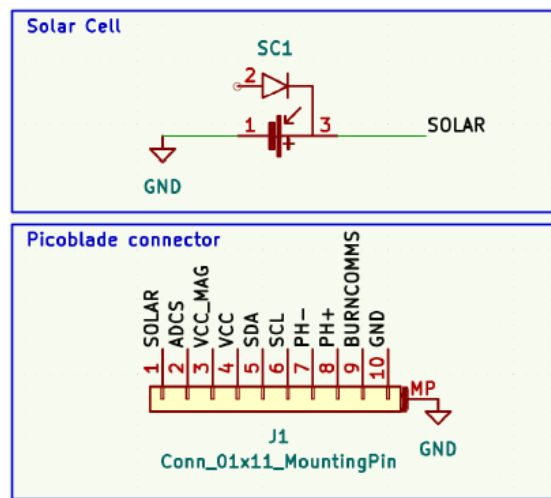 Solar Cell
SC1
2
1
3
SOLAR
GND
Picoblade connector
SOLAR
ADCS
VCC_MAG
VCC
SDA
SCL
PH-
PH+
BURNCOMMS
GND
1
2
3
4
5
6
7
8
9
10
MP
J1
GND
Conn_01x11_MountingPin